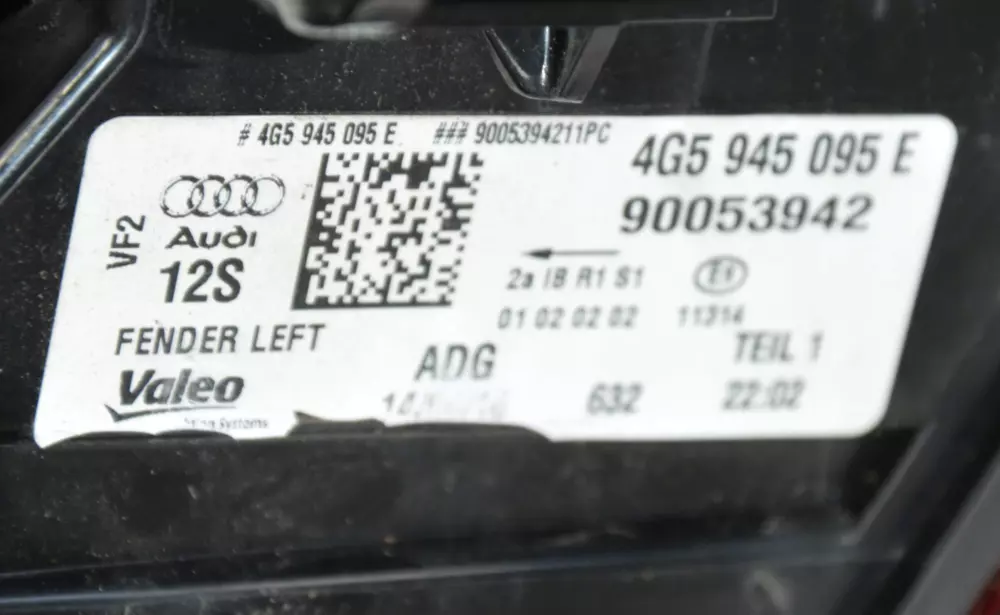 # 4G5 945 095 E ### 9005394211PC
4G5 945 095 E
90053942
VF2
Audi
12S
2a IB R1 S1
01 02 02 02 11314
FENDER LEFT
ADG
TEIL 1
Valeo
632 22:02
Systems